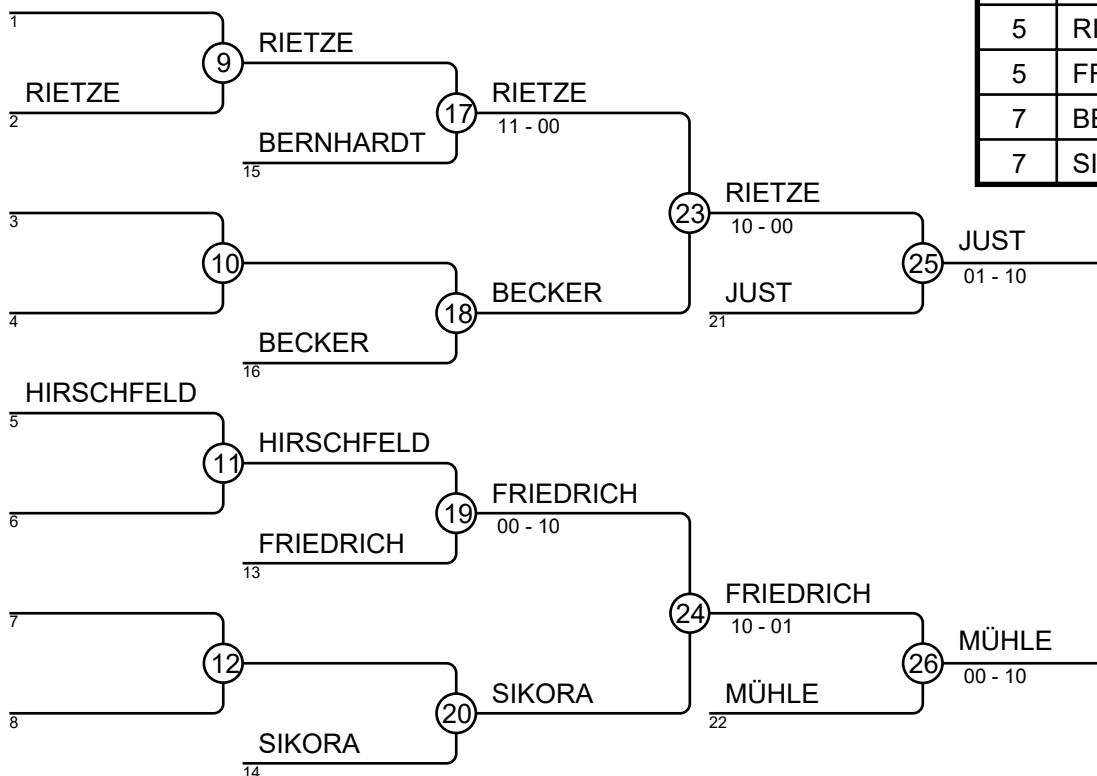 1
9
RIETZE
RIETZE
2
17
RIETZE
11 - 00
BERNHARDT
15
3
10
4
18
BECKER
BECKER
16
23
RIETZE
10 - 00
JUST
21
25
JUST
01 - 10
HIRSCHFELD
5
11
HIRSCHFELD
6
19
FRIEDRICH
00 - 10
FRIEDRICH
13
7
12
8
20
SIKORA
SIKORA
14
24
FRIEDRICH
10 - 01
MÜHLE
22
26
MÜHLE
00 - 10
5
5
7
7